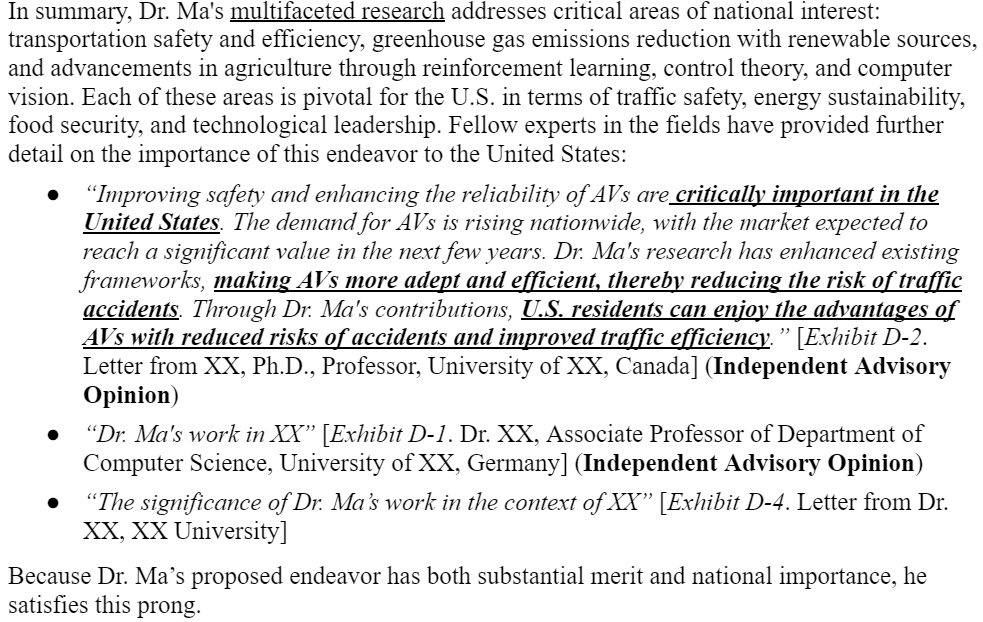 In summary, Dr. Ma's multifaceted research addresses critical areas of national interest:
transportation safety and efficiency, greenhouse gas emissions reduction with renewable sources,
and advancements in agriculture through reinforcement learning, control theory, and computer
vision. Each of these areas is pivotal for the U.S. in terms of traffic safety, energy sustainability,
food security, and technological leadership. Fellow experts in the fields have provided further
detail on the importance of this endeavor to the United States:
● “Improving safety and enhancing the reliability of AVs are critically important in the
United States. The demand for AVs is rising nationwide, with the market expected to
reach a significant value in the next few years. Dr. Ma's research has enhanced existing
frameworks, making AVs more adept and efficient, thereby reducing the risk of traffic
accidents. Through Dr. Ma's contributions, U.S. residents can enjoy the advantages of
AVs with reduced risks of accidents and improved traffic efficiency.” [Exhibit D-2.
Letter from XX, Ph.D., Professor, University of XX, Canada] (Independent Advisory
Opinion)
● “Dr. Ma's work in XX” [Exhibit D-1. Dr. XX, Associate Professor of Department of
Computer Science, University of XX, Germany] (Independent Advisory Opinion)
● “The significance of Dr. Ma’s work in the context of XX” [Exhibit D-4. Letter from Dr.
XX, XX University]
Because Dr. Ma’s proposed endeavor has both substantial merit and national importance, he
satisfies this prong.